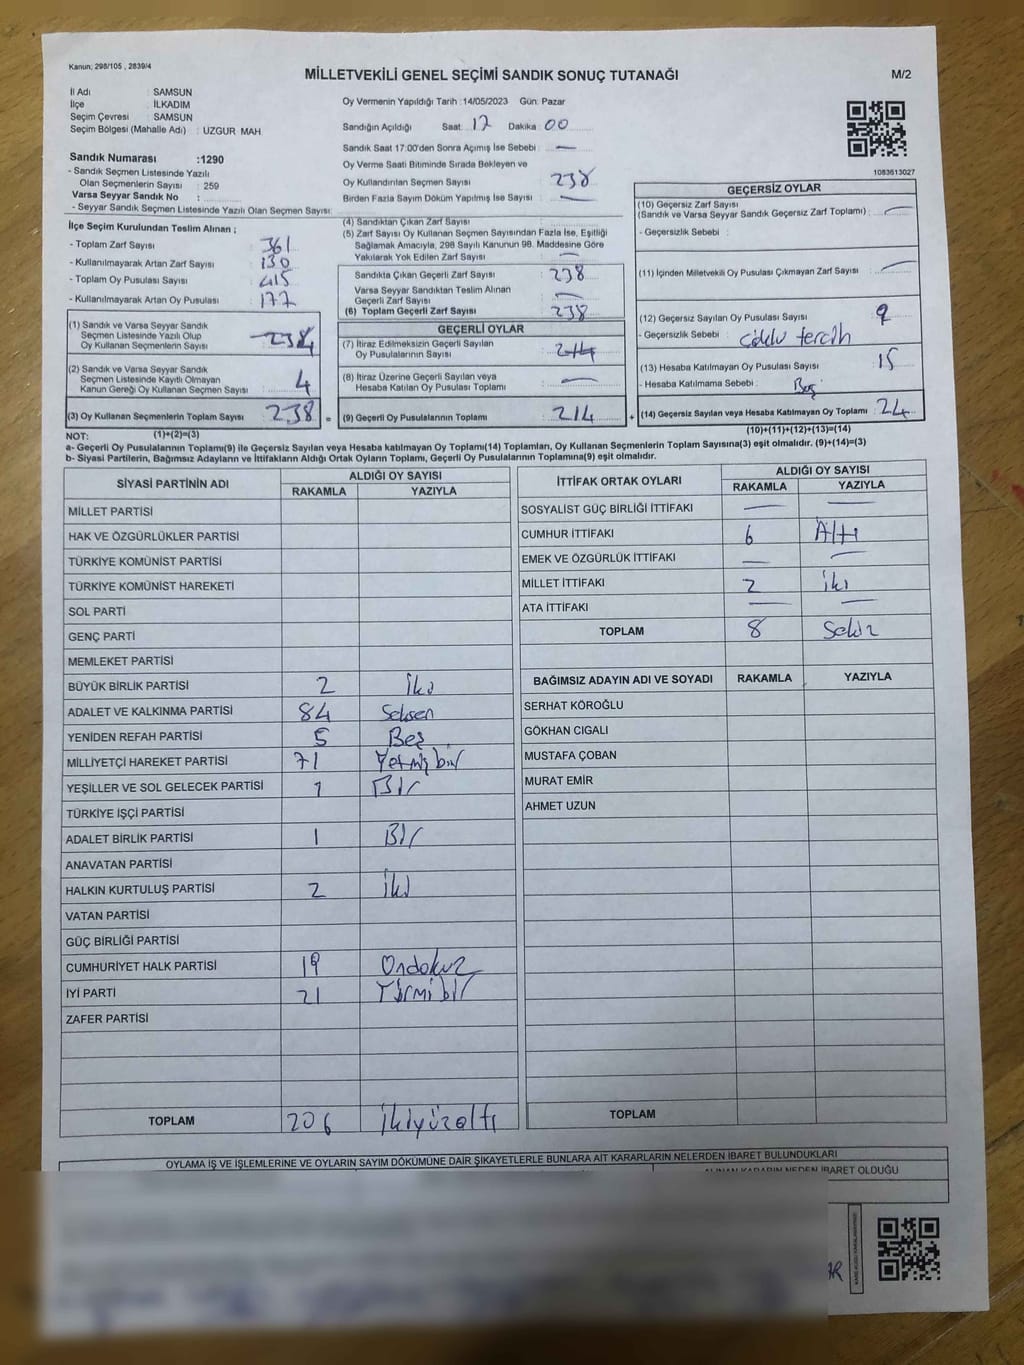 Kanun; 298/105 , 2839/4
MİLLETVEKİLİ GENEL SEÇİMİ SANDIK SONUÇ TUTANAĞI
M/2
İl Adı : SAMSUN
İlçe : İLKADIM
Seçim Çevresi : SAMSUN
Seçim Bölgesi (Mahalle Adı) : UZGUR MAH.
Sandık Numarası :1290
- Sandık Seçmen Listesinde Yazılı
Olan Seçmenlerin Sayısı : 259
Varsa Seyyar Sandık No :
- Seyyar Sandık Seçmen Listesinde Yazılı Olan Seçmen Sayısı:
Oy Vermenin Yapıldığı Tarih :14/05/2023 Gün: Pazar
Sandığın Açıldığı Saat: 17 Dakika 00
Sandık Saat 17:00'den Sonra Açımış İse Sebebi : —
Oy Verme Saati Bitiminde Sırada Bekleyen ve
Oy Kullandırılan Seçmen Sayısı : 238
Birden Fazla Sayım Döküm Yapılmış İse Sayısı : —
1083613027
İlçe Seçim Kurulundan Teslim Alınan ;
- Toplam Zarf Sayısı : 361
- Kullanılmayarak Artan Zarf Sayısı : 130
- Toplam Oy Pusulası Sayısı : 415
- Kullanılmayarak Artan Oy Pusulası : 177
(1) Sandık ve Varsa Seyyar Sandık
Seçmen Listesinde Yazılı Olup
Oy Kullanan Seçmenlerin Sayısı : 234
(2) Sandık ve Varsa Seyyar Sandık
Seçmen Listesinde Kayıtlı Olmayan
Kanun Gereği Oy Kullanan Seçmen Sayısı : 4
(3) Oy Kullanan Seçmenlerin Toplam Sayısı : 238 =
(1)+(2)=(3)
(4) Sandıktan Çıkan Zarf Sayısı :
(5) Zarf Sayısı Oy Kullanan Seçmen Sayısından Fazla İse, Eşitliği
Sağlamak Amacıyla, 298 Sayılı Kanunun 98. Maddesine Göre
Yakılarak Yok Edilen Zarf Sayısı : —
Sandıkta Çıkan Geçerli Zarf Sayısı : 238
Varsa Seyyar Sandıktan Teslim Alınan
Geçerli Zarf Sayısı : —
(6) Toplam Geçerli Zarf Sayısı : 238
GEÇERLİ OYLAR
(7) İtiraz Edilmeksizin Geçerli Sayılan
Oy Pusulalarının Sayısı : 214
(8) İtiraz Üzerine Geçerli Sayılan veya
Hesaba Katılan Oy Pusulası Toplamı : —
(9) Geçerli Oy Pusulalarının Toplamı : 214 +
GEÇERSİZ OYLAR
(10) Geçersiz Zarf Sayısı
(Sandık ve Varsa Seyyar Sandık Geçersiz Zarf Toplamı) : —
- Geçersizlik Sebebi :
(11) İçinden Milletvekili Oy Pusulası Çıkmayan Zarf Sayısı : —
(12) Geçersiz Sayılan Oy Pusulası Sayısı : 9
- Geçersizlik Sebebi : çoklu tercih
(13) Hesaba Katılmayan Oy Pusulası Sayısı : 15
- Hesaba Katılmama Sebebi : Boş
(14) Geçersiz Sayılan veya Hesaba Katılmayan Oy Toplamı : 24
(10)+(11)+(12)+(13)=(14)
NOT:
a- Geçerli Oy Pusulalarının Toplamı(9) ile Geçersiz Sayılan veya Hesaba katılmayan Oy Toplamı(14) Toplamları, Oy Kullanan Seçmenlerin Toplam Sayısına(3) eşit olmalıdır. (9)+(14)=(3)
b- Siyasi Partilerin, Bağımsız Adayların ve İttifakların Aldığı Ortak Oyların Toplamı, Geçerli Oy Pusulalarının Toplamına(9) eşit olmalıdır.
SİYASİ PARTİNİN ADI ALDIĞI OY SAYISI
RAKAMLA YAZIYLA
MİLLET PARTİSİ
HAK VE ÖZGÜRLÜKLER PARTİSİ
TÜRKİYE KOMÜNİST PARTİSİ
TÜRKİYE KOMÜNİST HAREKETİ
SOL PARTİ
GENÇ PARTİ
MEMLEKET PARTİSİ
BÜYÜK BİRLİK PARTİSİ 2 İki
ADALET VE KALKINMA PARTİSİ 84 Seksen
YENİDEN REFAH PARTİSİ 5 Beş
MİLLİYETÇİ HAREKET PARTİSİ 71 Yetmiş bir
YEŞİLLER VE SOL GELECEK PARTİSİ 1 Bir
TÜRKİYE İŞÇİ PARTİSİ
ADALET BİRLİK PARTİSİ 1 Bir
ANAVATAN PARTİSİ
HALKIN KURTULUŞ PARTİSİ 2 İki
VATAN PARTİSİ
GÜÇ BİRLİĞİ PARTİSİ
CUMHURİYET HALK PARTİSİ 19 Ondokuz
İYİ PARTİ 21 Yirmi bir
ZAFER PARTİSİ
TOPLAM 206 İkiyüzaltı
İTTİFAK ORTAK OYLARI ALDIĞI OY SAYISI
RAKAMLA YAZIYLA
SOSYALİST GÜÇ BİRLİĞİ İTTİFAKI — —
CUMHUR İTTİFAKI 6 Altı
EMEK VE ÖZGÜRLÜK İTTİFAKI — —
MİLLET İTTİFAKI 2 iki
ATA İTTİFAKI — —
TOPLAM 8 Sekiz
BAĞIMSIZ ADAYIN ADI VE SOYADI RAKAMLA YAZIYLA
SERHAT KÖROĞLU
GÖKHAN CIGALI
MUSTAFA ÇOBAN
MURAT EMİR
AHMET UZUN
TOPLAM
OYLAMA İŞ VE İŞLEMLERİNE VE OYLARIN SAYIM DÖKÜMÜNE DAİR ŞİKAYETLERLE BUNLARA AİT KARARLARIN NELERDEN İBARET BULUNDUKLARI
ALINAN KARARIN NEDEN İBARET OLDUĞU